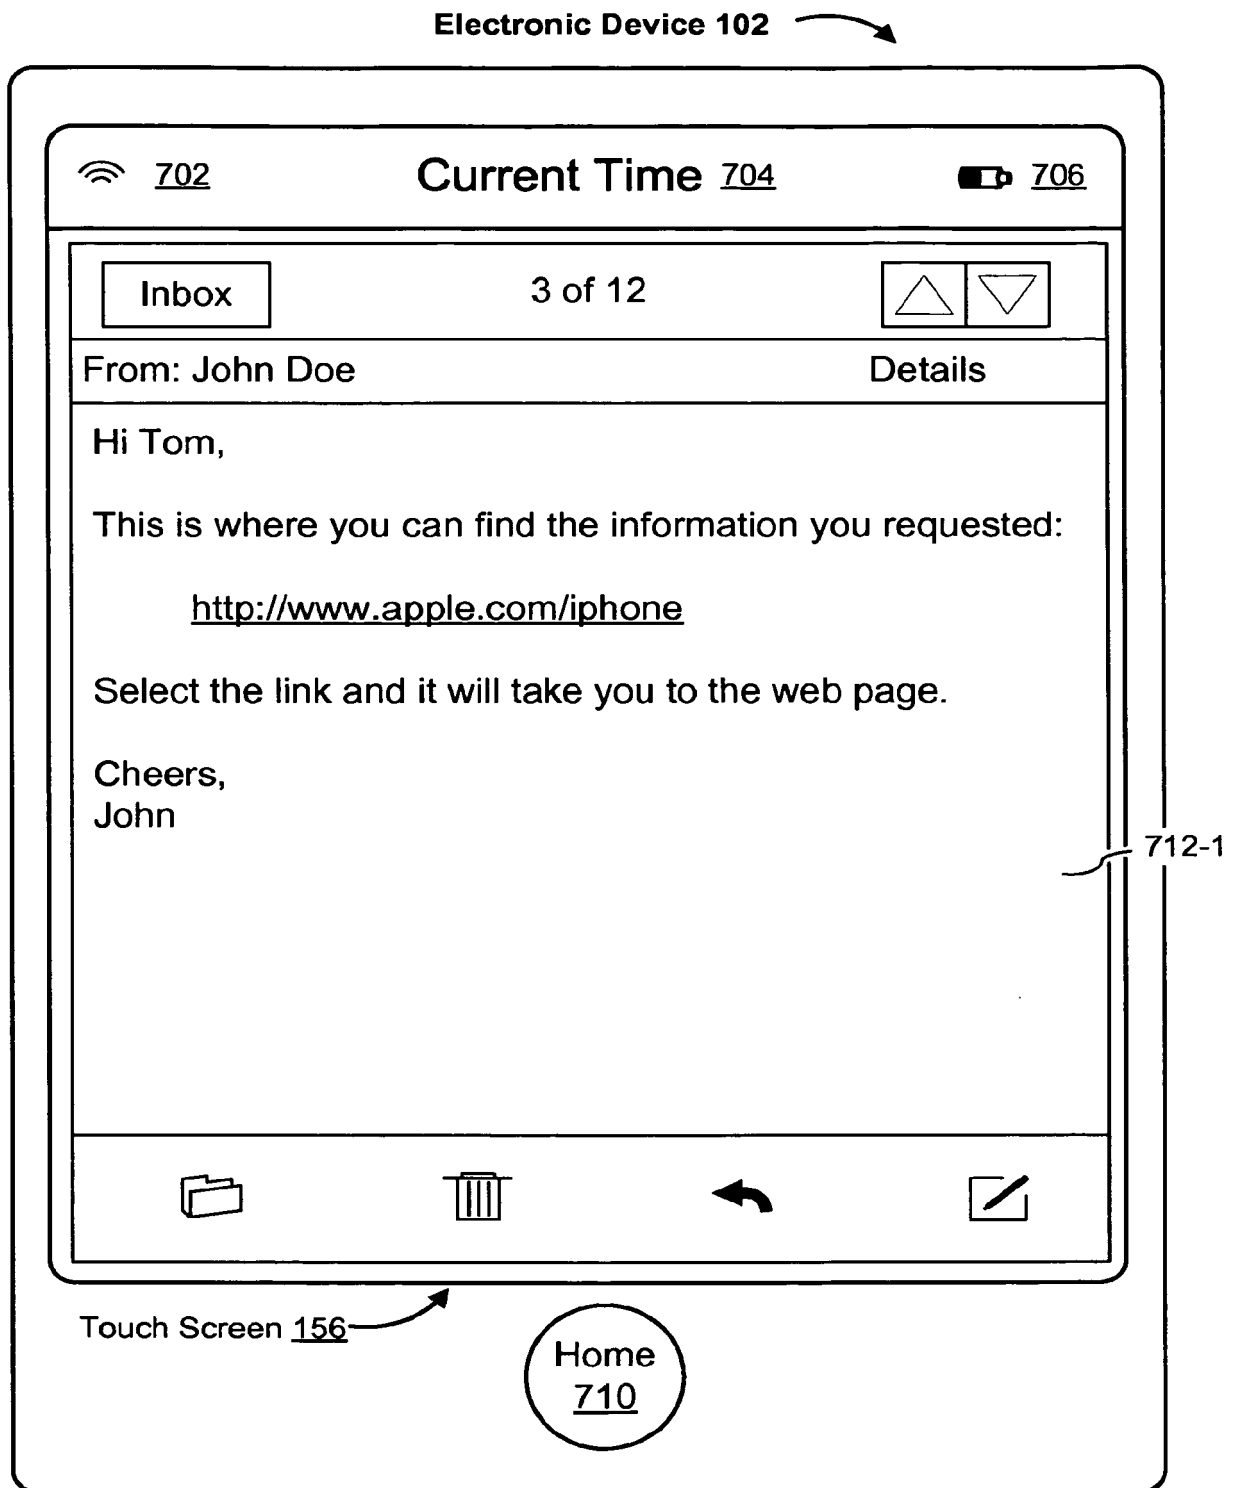 Electronic Device 102
702 Current Time 704 706
Inbox 3 of 12
From: John Doe Details
Hi Tom,
This is where you can find the information you requested:
http://www.apple.com/iphone
Select the link and it will take you to the web page.
Cheers,
John
712-1
Touch Screen 156
Home
710